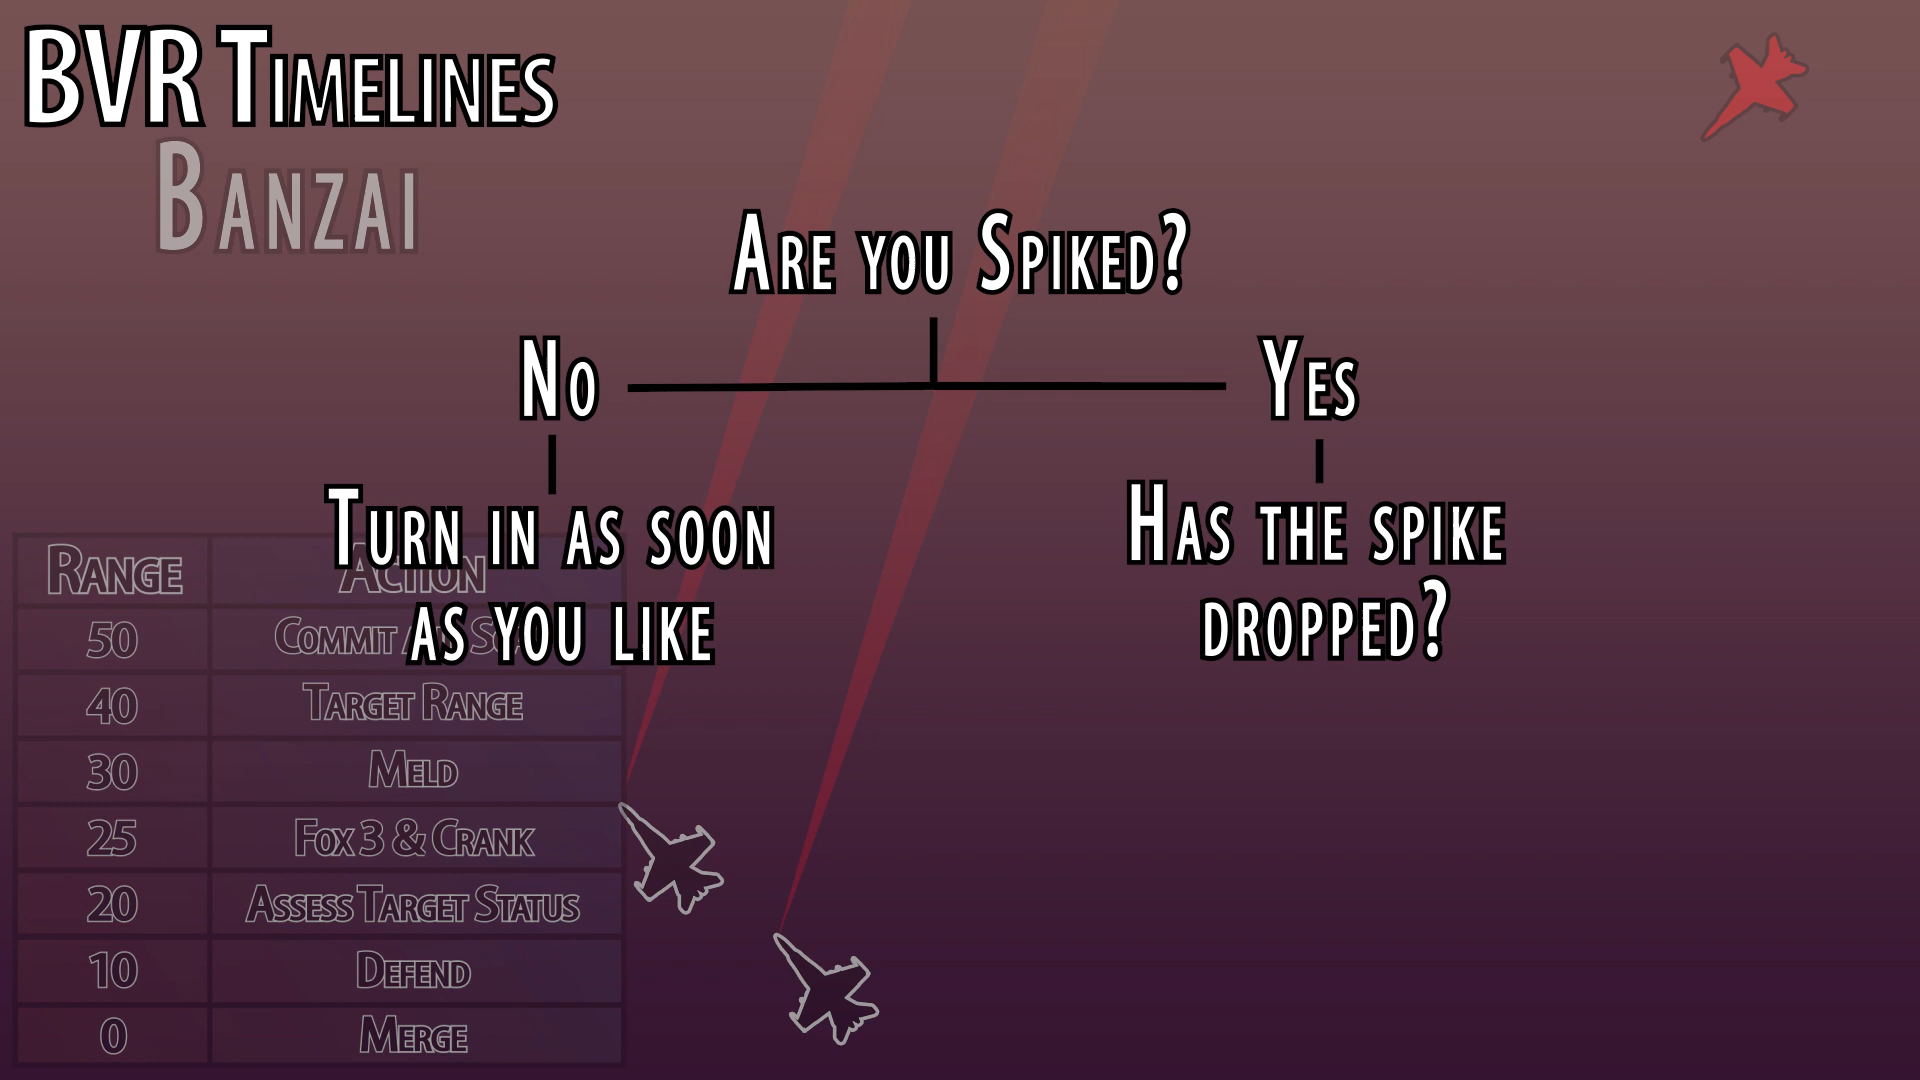 BVR Timelines
Banzai
Are you Spiked?
No
Yes
Turn in as soon
as you like
Has the spike
dropped?
Range Action
50 Commit
40 Target Range
30 Meld
25 Fox 3 & Crank
20 Assess Target Status
10 Defend
0 Merge